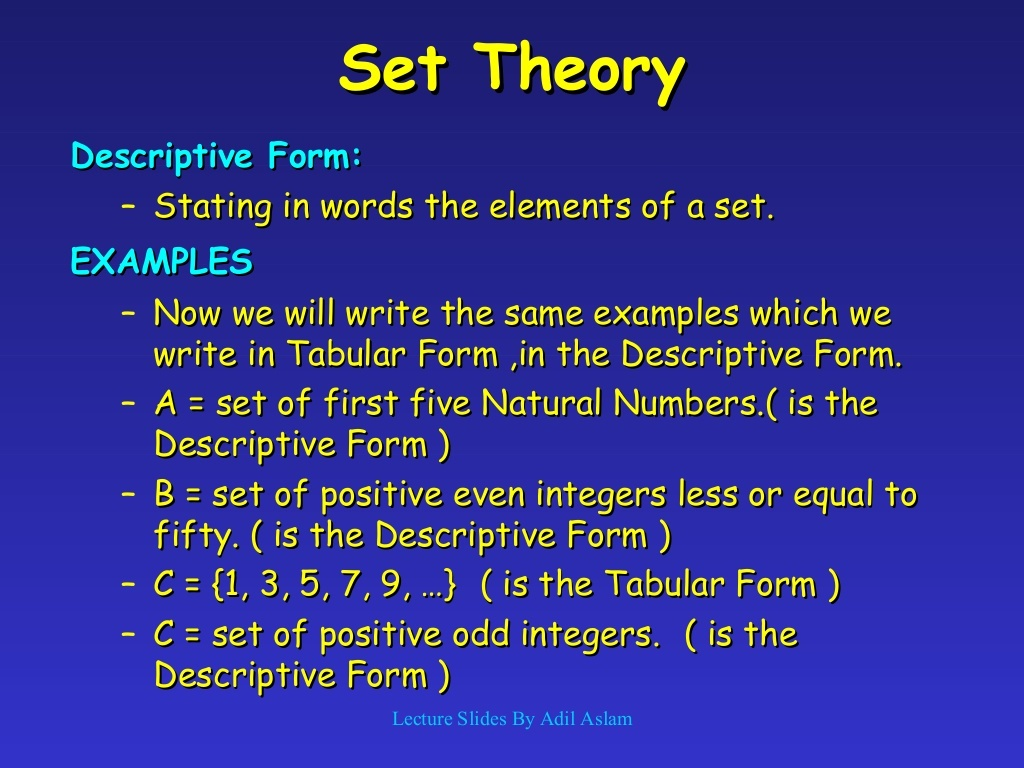 Set Theory
Descriptive Form:
– Stating in words the elements of a set.
EXAMPLES
– Now we will write the same examples which we
write in Tabular Form ,in the Descriptive Form.
– A = set of first five Natural Numbers.( is the
Descriptive Form )
– B = set of positive even integers less or equal to
fifty. ( is the Descriptive Form )
– C = {1, 3, 5, 7, 9, …} ( is the Tabular Form )
– C = set of positive odd integers. ( is the
Descriptive Form )
Lecture Slides By Adil Aslam